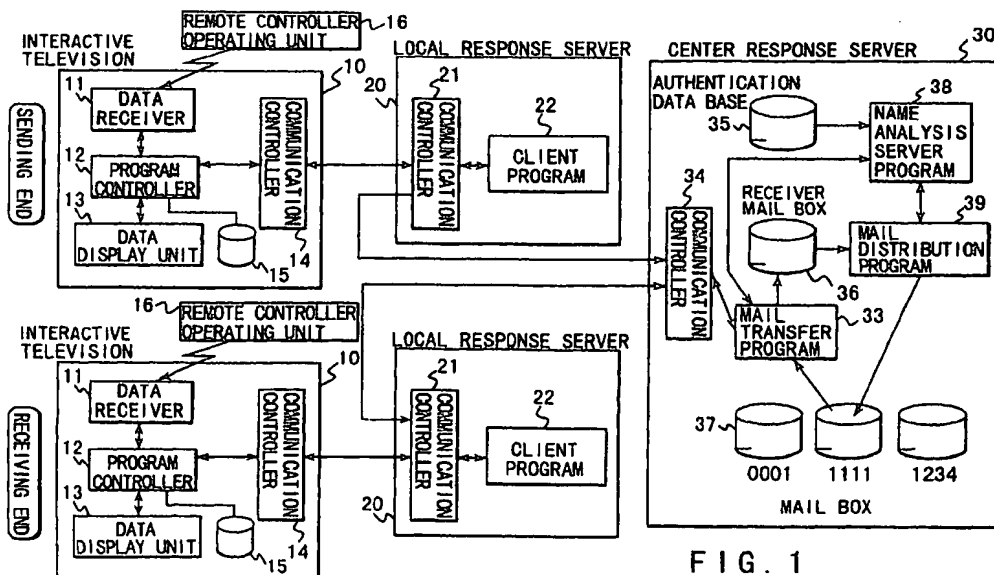 REMOTE CONTROLLER
OPERATING UNIT
16
INTERACTIVE
TELEVISION
10
SENDING END
11
DATA
RECEIVER
12
PROGRAM
CONTROLLER
13
DATA
DISPLAY UNIT
15
COMMUNICATION
CONTROLLER
14
LOCAL RESPONSE SERVER
20
21
COMMUNICATION
CONTROLLER
22
CLIENT
PROGRAM
CENTER RESPONSE SERVER
30
AUTHENTICATION
DATA BASE
35
38
NAME
ANALYSIS
SERVER
PROGRAM
34
COMMUNICATION
CONTROLLER
RECEIVER
MAIL BOX
36
39
MAIL
DISTRIBUTION
PROGRAM
MAIL
TRANSFER
PROGRAM
33
37
0001
1111
1234
MAIL BOX
16
REMOTE CONTROLLER
OPERATING UNIT
INTERACTIVE
TELEVISION
10
RECEIVING END
11
DATA
RECEIVER
12
PROGRAM
CONTROLLER
13
DATA
DISPLAY UNIT
15
COMMUNICATION
CONTROLLER
14
LOCAL RESPONSE SERVER
21
COMMUNICATION
CONTROLLER
22
CLIENT
PROGRAM
20
FIG. 1